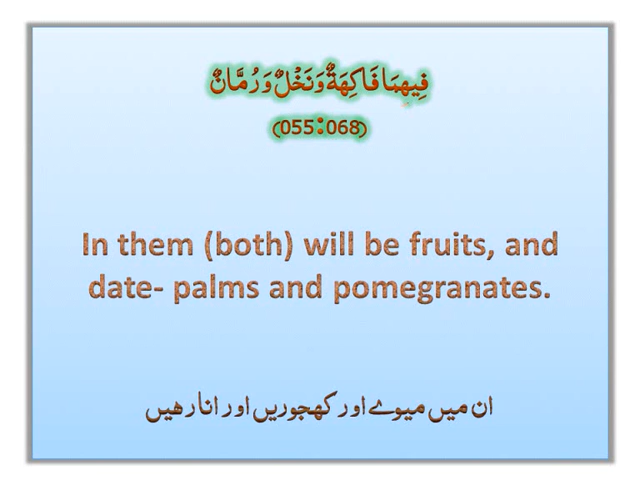 فِيهِمَا فَاكِهَةٌ وَنَخْلٌ وَرُمَّانٌ
(055:068)
In them (both) will be fruits, and
date- palms and pomegranates.
ان میں میوے اور کھجوریں اور انار ھیں